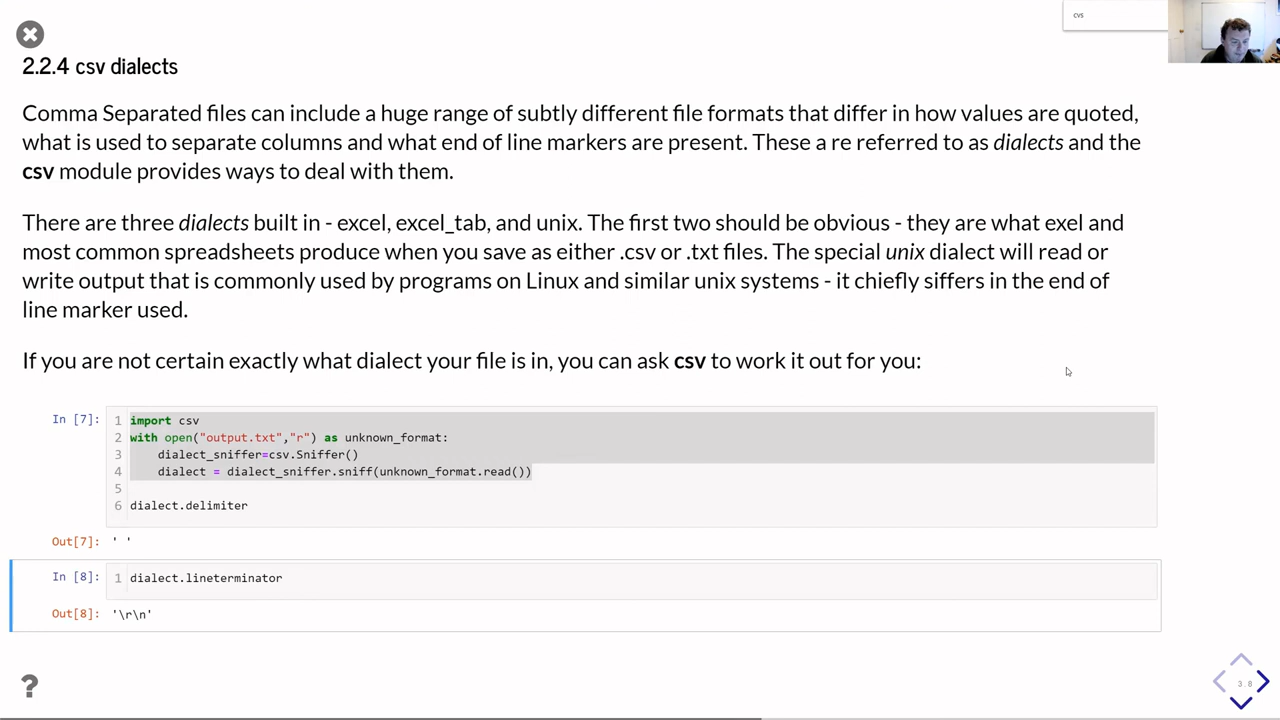 cvs
2.2.4 csv dialects
Comma Separated files can include a huge range of subtly different file formats that differ in how values are quoted,
what is used to separate columns and what end of line markers are present. These a re referred to as dialects and the
csv module provides ways to deal with them.
There are three dialects built in - excel, excel_tab, and unix. The first two should be obvious - they are what exel and
most common spreadsheets produce when you save as either .csv or .txt files. The special unix dialect will read or
write output that is commonly used by programs on Linux and similar unix systems - it chiefly siffers in the end of
line marker used.
If you are not certain exactly what dialect your file is in, you can ask csv to work it out for you:
In [7]: 1 import csv
2 with open("output.txt","r") as unknown_format:
3     dialect_sniffer=csv.Sniffer()
4     dialect = dialect_sniffer.sniff(unknown_format.read())
5
6 dialect.delimiter
Out[7]: ' '
In [8]: 1 dialect.lineterminator
Out[8]: '\r\n'
?
3.8